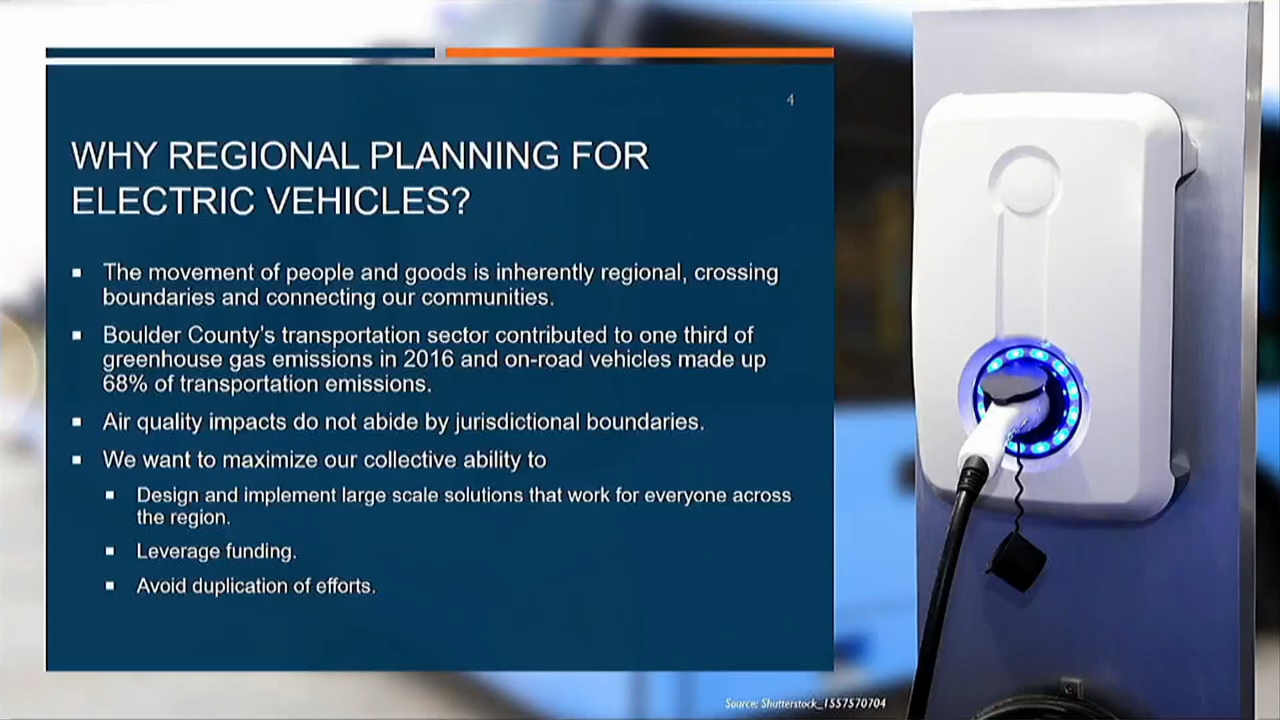 4
WHY REGIONAL PLANNING FOR
ELECTRIC VEHICLES?
▪ The movement of people and goods is inherently regional, crossing
boundaries and connecting our communities.
▪ Boulder County's transportation sector contributed to one third of
greenhouse gas emissions in 2016 and on-road vehicles made up
68% of transportation emissions.
▪ Air quality impacts do not abide by jurisdictional boundaries.
▪ We want to maximize our collective ability to
▪ Design and implement large scale solutions that work for everyone across
the region.
▪ Leverage funding.
▪ Avoid duplication of efforts.
Source: Shutterstock_1557570704